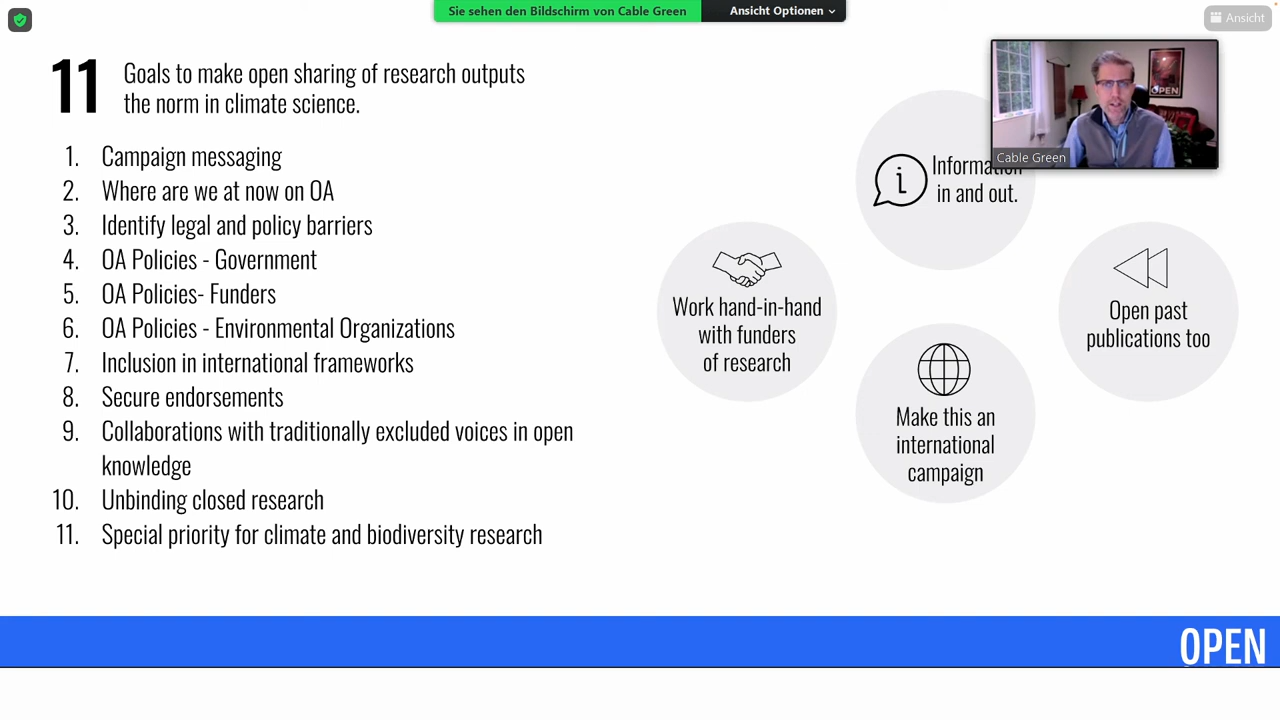 Sie sehen den Bildschirm von Cable Green
Ansicht Optionen
Ansicht
11
Goals to make open sharing of research outputs
the norm in climate science.
1. Campaign messaging
2. Where are we at now on OA
3. Identify legal and policy barriers
4. OA Policies - Government
5. OA Policies- Funders
6. OA Policies - Environmental Organizations
7. Inclusion in international frameworks
8. Secure endorsements
9. Collaborations with traditionally excluded voices in open
knowledge
10. Unbinding closed research
11. Special priority for climate and biodiversity research
OPEN
Cable Green
i
Information
in and out.
Work hand-in-hand
with funders
of research
Open past
publications too
Make this an
international
campaign
OPEN